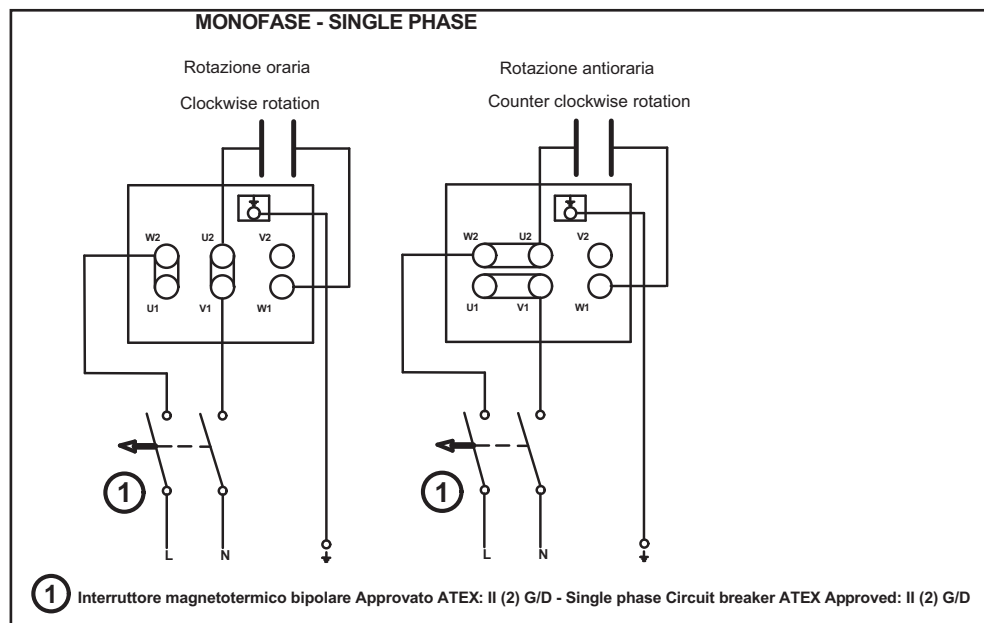 MONOFASE - SINGLE PHASE
Rotazione oraria
Clockwise rotation
Rotazione antioraria
Counter clockwise rotation
W2 U2 V2
U1 V1 W1
W2 U2 V2
U1 V1 W1
1
1
L N
L N
1 Interruttore magnetotermico bipolare Approvato ATEX: II (2) G/D - Single phase Circuit breaker ATEX Approved: II (2) G/D